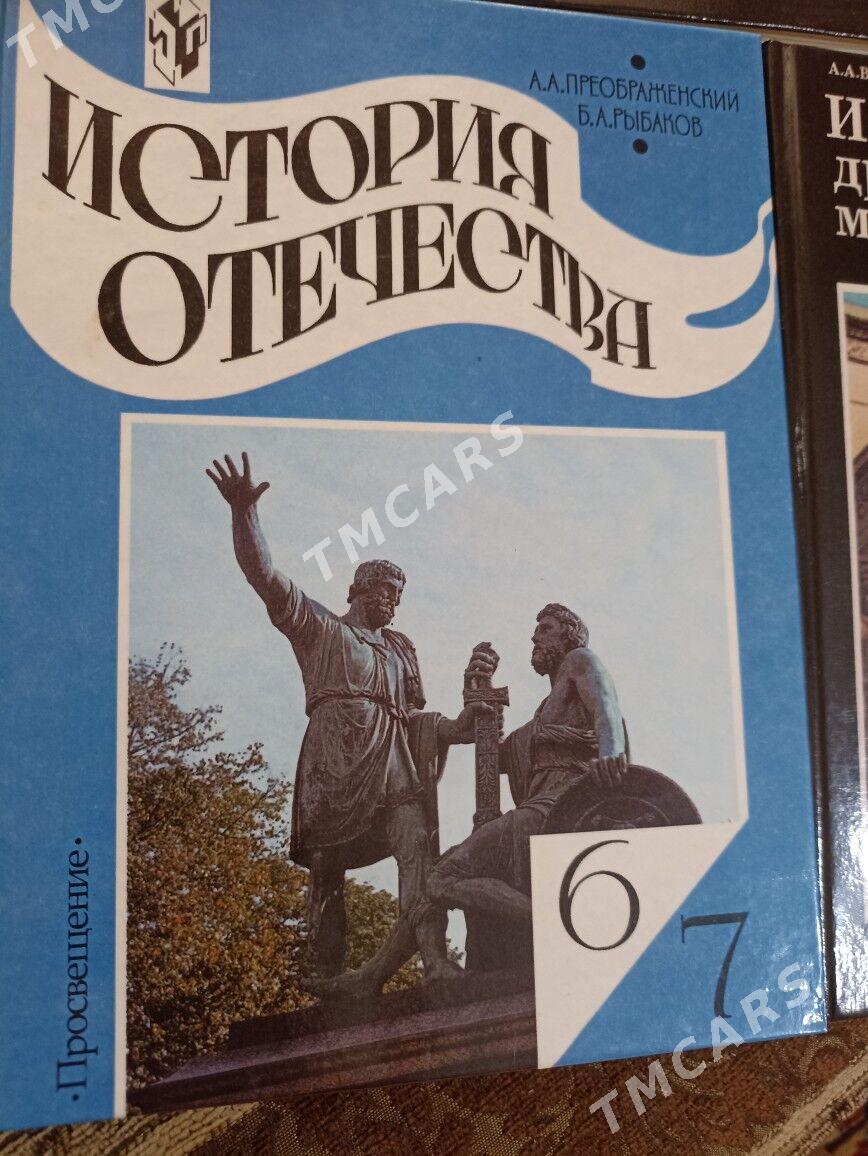 TMCARS
А.А.ПРЕОБРАЖЕНСКИЙ
Б.А.РЫБАКОВ
ИСТОРИЯ
ОТЕЧЕСТВА
TMCARS
6
7
·Просвещение·
TMCARS
А.А.В